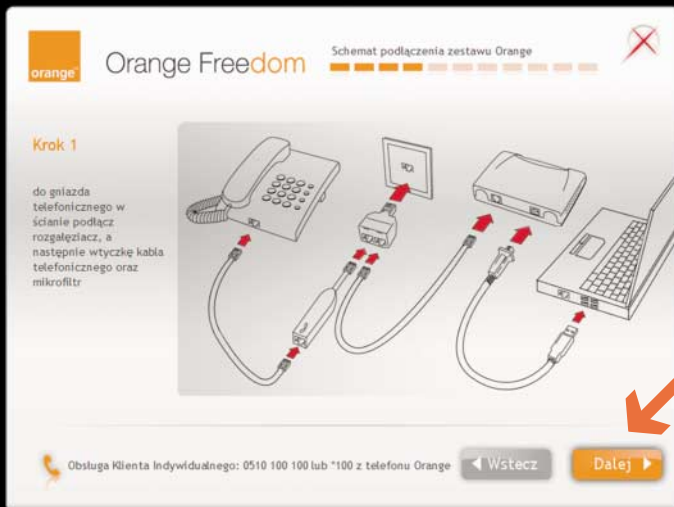 orange™
Orange Freedom
Schemat podłączenia zestawu Orange
Krok 1
do gniazda
telefonicznego w
ścianie podłącz
rozgałęziacz, a
następnie wtyczkę kabla
telefonicznego oraz
mikrofiltr
Obsługa Klienta Indywidualnego: 0510 100 100 lub *100 z telefonu Orange
Wstecz
Dalej